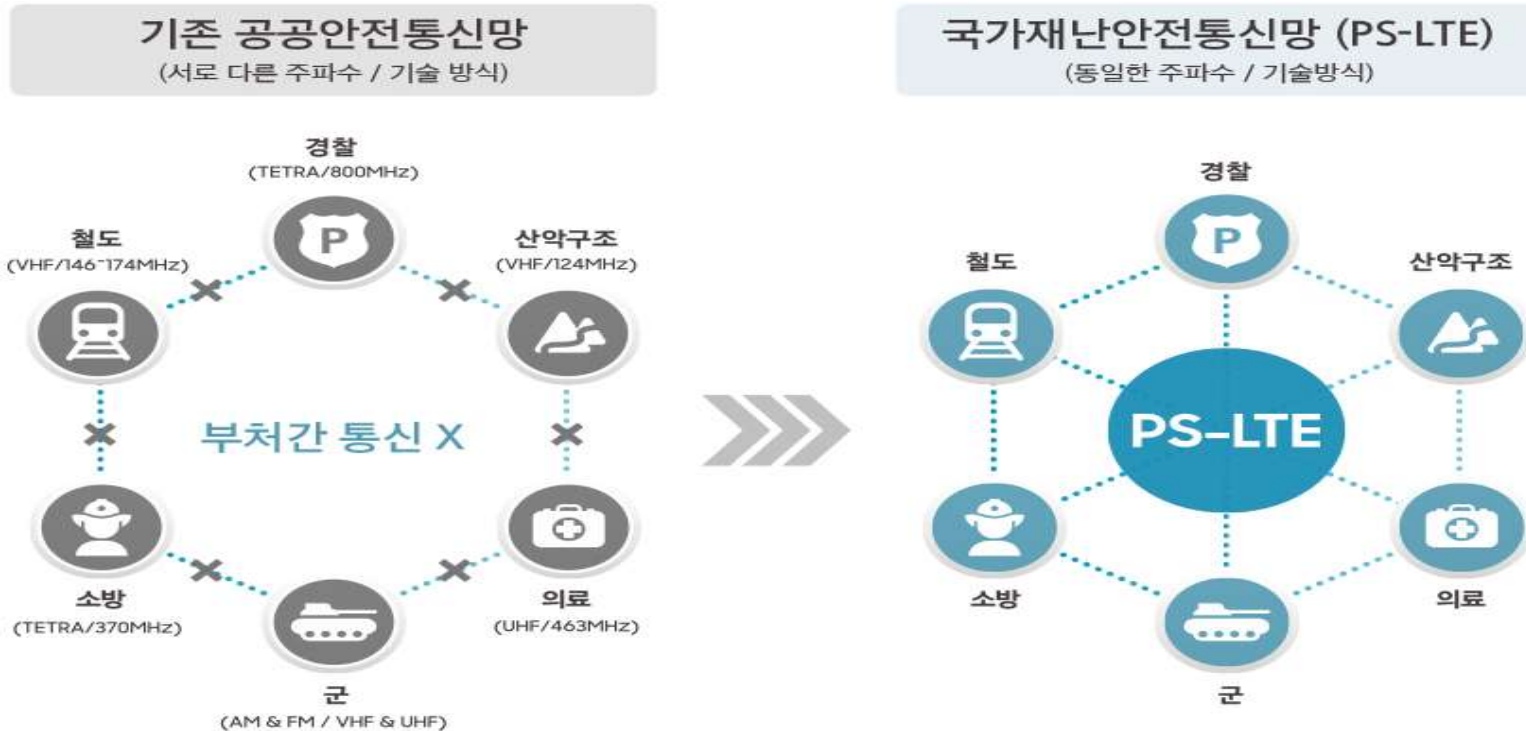 기존 공공안전통신망
(서로 다른 주파수 / 기술 방식)
경찰
(TETRA/800MHz)
철도
(VHF/146~174MHz)
산악구조
(VHF/124MHz)
P
부처간 통신 X
소방
(TETRA/370MHz)
의료
(UHF/463MHz)
군
(AM & FM / VHF & UHF)
국가재난안전통신망 (PS-LTE)
(동일한 주파수 / 기술방식)
경찰
P
철도
산악구조
PS-LTE
소방
의료
군